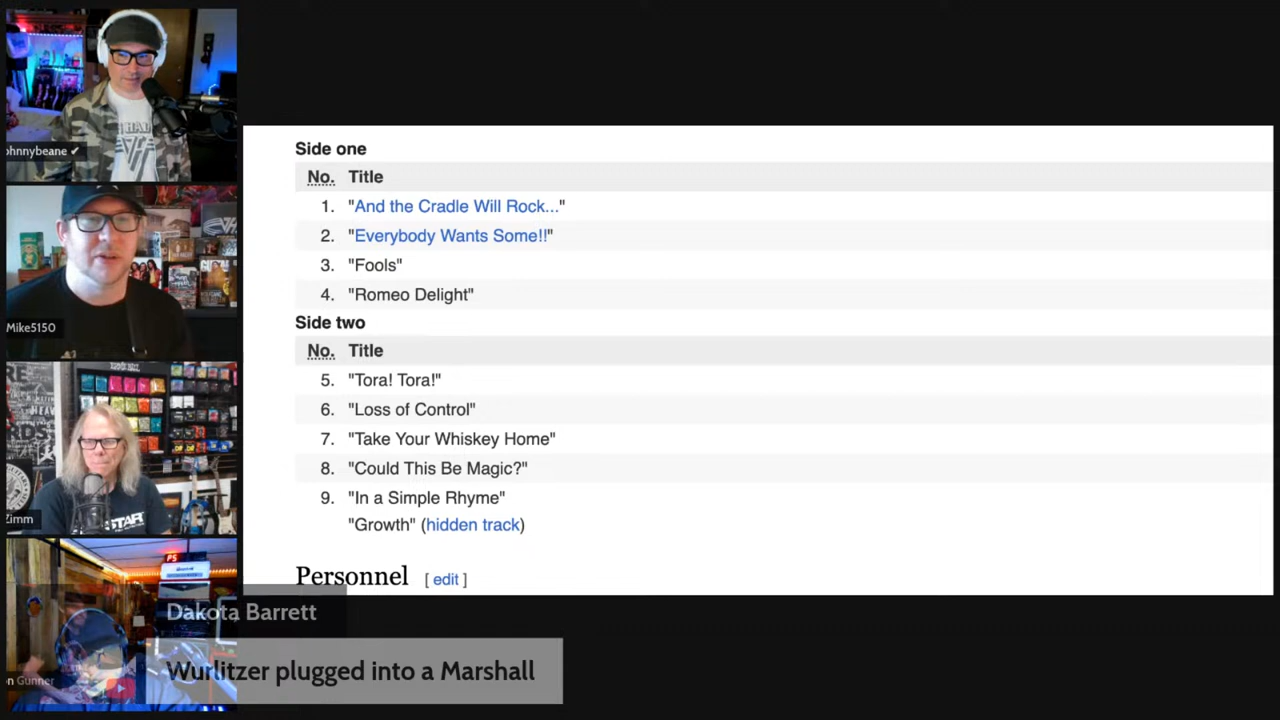 ohnnybeane ✔
Mike5150
Zimm
on Gunner
Side one
No. Title
1. "And the Cradle Will Rock..."
2. "Everybody Wants Some!!"
3. "Fools"
4. "Romeo Delight"
Side two
No. Title
5. "Tora! Tora!"
6. "Loss of Control"
7. "Take Your Whiskey Home"
8. "Could This Be Magic?"
9. "In a Simple Rhyme"
"Growth" (hidden track)
Personnel [ edit ]
Dakota Barrett
Wurlitzer plugged into a Marshall